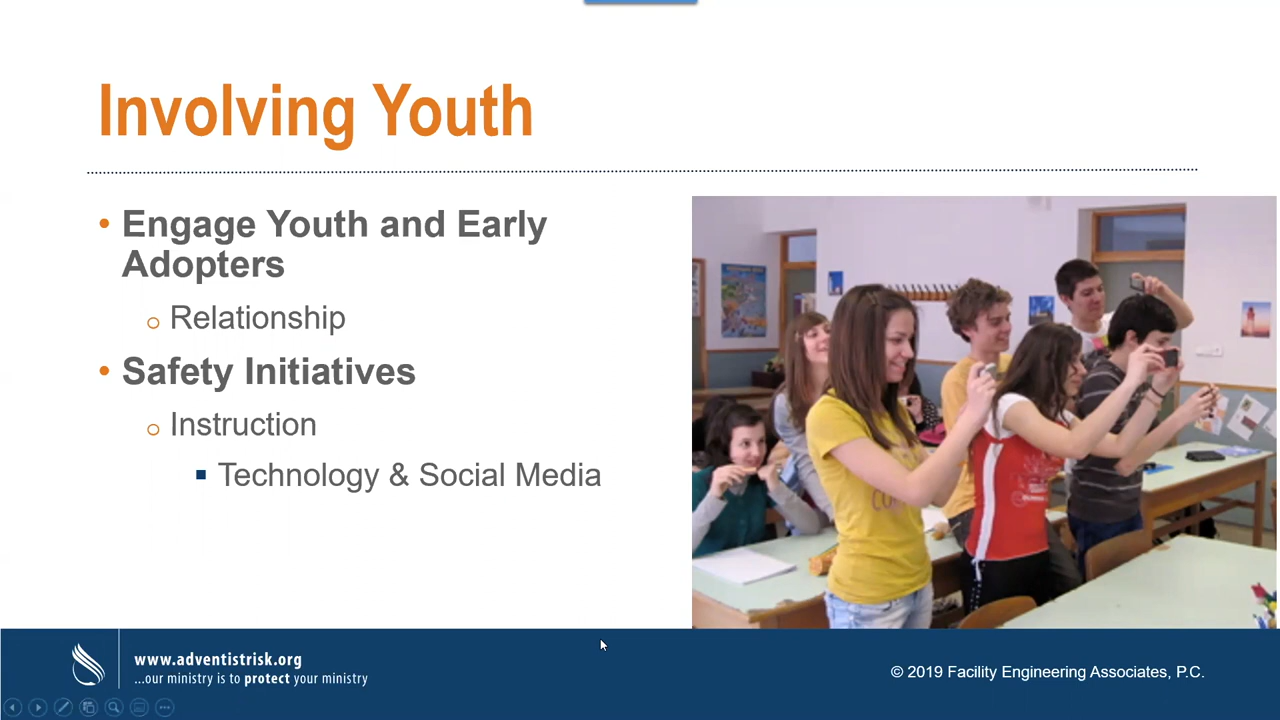 Involving Youth
• Engage Youth and Early
Adopters
o Relationship
• Safety Initiatives
o Instruction
▪ Technology & Social Media
www.adventistrisk.org
...our ministry is to protect your ministry
© 2019 Facility Engineering Associates, P.C.